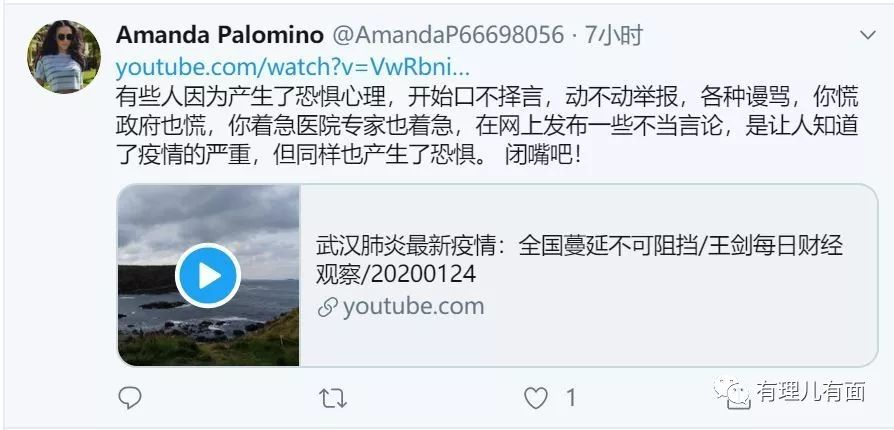 Amanda Palomino @AmandaP66698056 · 7小时
youtube.com/watch?v=VwRbni...
有些人因为产生了恐惧心理，开始口不择言，动不动举报，各种谩骂，你慌
政府也慌，你着急医院专家也着急，在网上发布一些不当言论，是让人知道
了疫情的严重，但同样也产生了恐惧。 闭嘴吧！
武汉肺炎最新疫情：全国蔓延不可阻挡/王剑每日财经
观察/20200124
youtube.com
1
有理儿有面